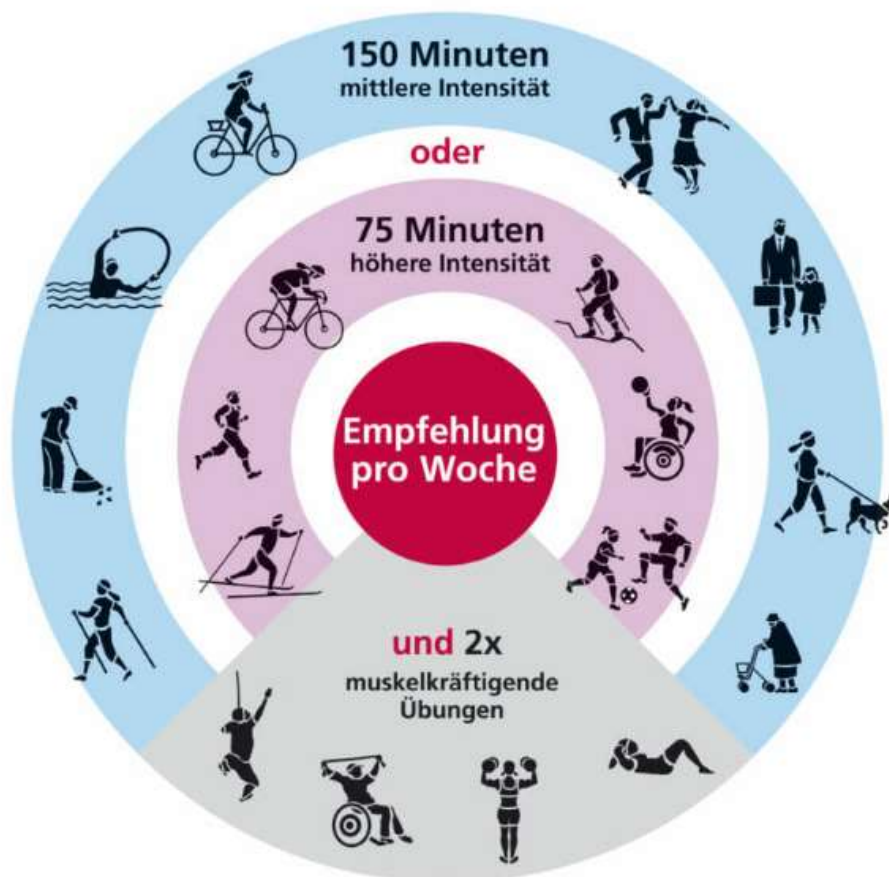 150 Minuten
mittlere Intensität
oder
75 Minuten
höhere Intensität
Empfehlung
pro Woche
und 2x
muskelkräftigende
Übungen